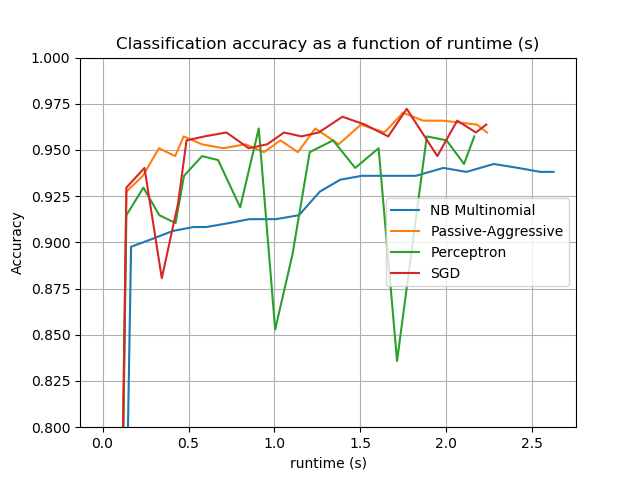 Classification accuracy as a function of runtime (s)
1.000
0.975
0.950
0.925
0.900
0.875
0.850
0.825
0.800
Accuracy
NB Multinomial
Passive-Aggressive
Perceptron
SGD
0.0 0.5 1.0 1.5 2.0 2.5
runtime (s)